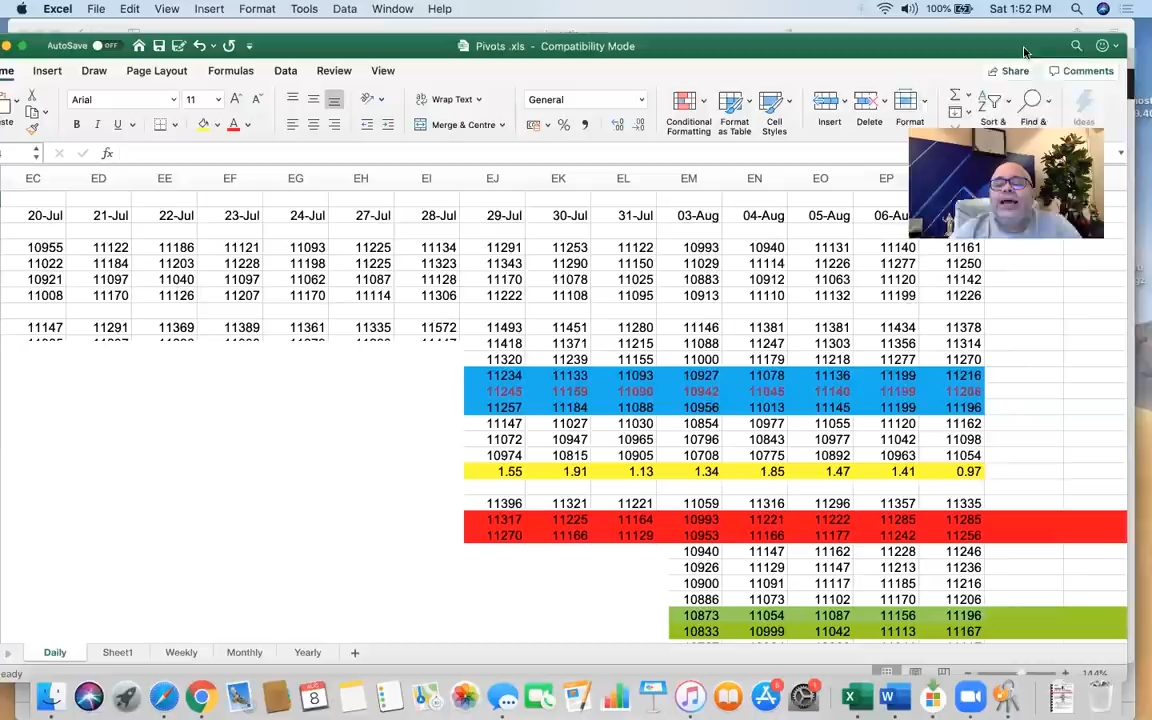 Excel File Edit View Insert Format Tools Data Window Help 100% Sat 1:52 PM
AutoSave OFF Pivots .xls - Compatibility Mode
me Insert Draw Page Layout Formulas Data Review View Share Comments
Arial 11 Wrap Text General
B I U Merge & Centre % Conditional Formatting Format as Table Cell Styles Insert Delete Format Sort & Find & Ideas
fx
EC ED EE EF EG EH EI EJ EK EL EM EN EO EP
20-Jul 21-Jul 22-Jul 23-Jul 24-Jul 27-Jul 28-Jul 29-Jul 30-Jul 31-Jul 03-Aug 04-Aug 05-Aug
10955 11122 11186 11121 11093 11225 11134 11291 11253 11122 10993 10940 11131 11140 11161
11022 11184 11203 11228 11198 11225 11323 11343 11290 11150 11029 11114 11226 11277 11250
10921 11097 11040 11097 11062 11087 11128 11170 11078 11025 10883 10912 11063 11120 11142
11008 11170 11126 11207 11170 11114 11306 11222 11108 11095 10913 11110 11132 11199 11226
11147 11291 11369 11389 11361 11335 11572 11493 11451 11280 11146 11381 11381 11434 11378
11418 11371 11215 11088 11247 11303 11356 11314
11320 11239 11155 11000 11179 11218 11277 11270
11234 11133 11093 10927 11078 11136 11199 11216
11245 11159 11090 10942 11045 11140 11199 11206
11257 11184 11088 10956 11013 11145 11199 11196
11147 11027 11030 10854 10977 11055 11120 11162
11072 10947 10965 10796 10843 10977 11042 11098
10974 10815 10905 10708 10775 10892 10963 11054
1.55 1.91 1.13 1.34 1.85 1.47 1.41 0.97
11396 11321 11221 11059 11316 11296 11357 11335
11317 11225 11164 10993 11221 11222 11285 11285
11270 11166 11129 10953 11166 11177 11242 11256
10940 11147 11162 11228 11246
10926 11129 11147 11213 11236
10900 11091 11117 11185 11216
10886 11073 11102 11170 11206
10873 11054 11087 11156 11196
10833 10999 11042 11113 11167
Daily Sheet1 Weekly Monthly Yearly
eady 144%
AUG
8